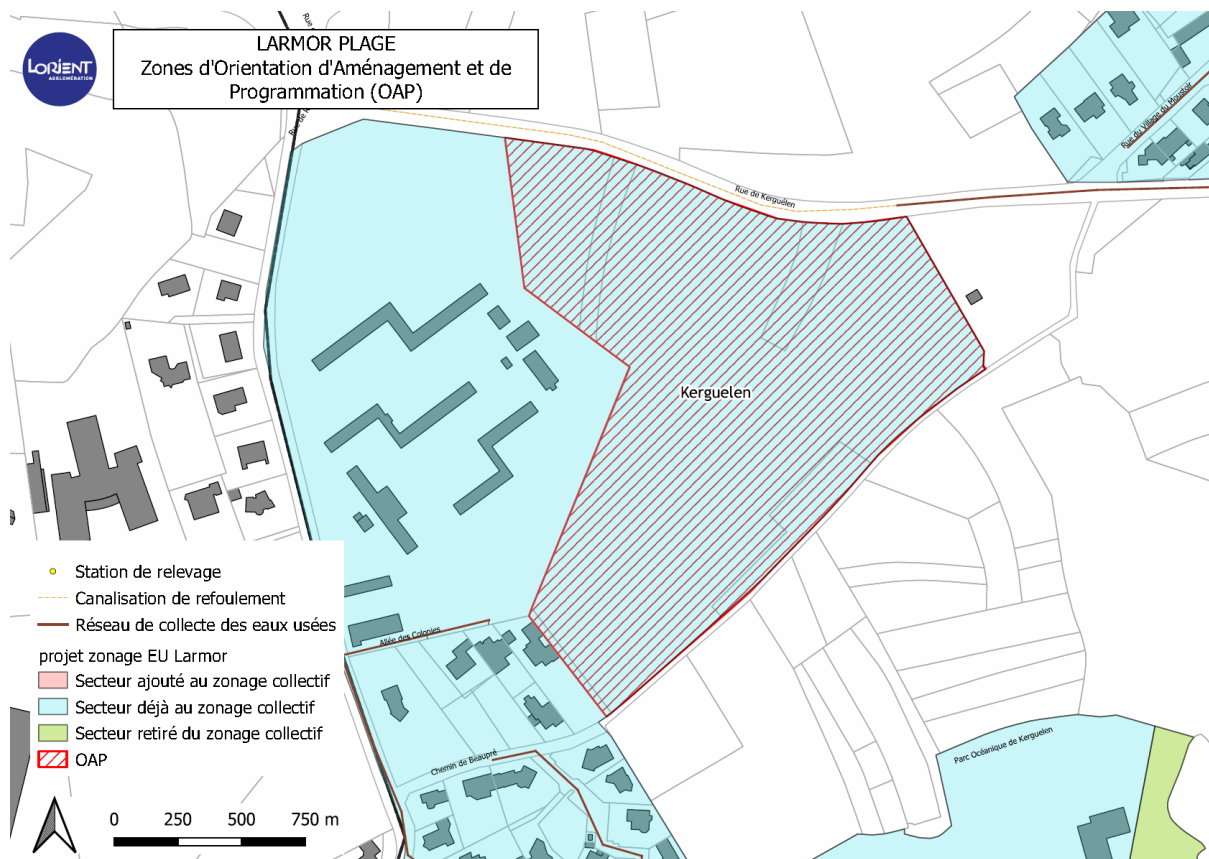 LORIENT
AGGLOMÉRATION
LARMOR PLAGE
Zones d'Orientation d'Aménagement et de
Programmation (OAP)
Rue du Village du Moustoir
Rue de Kerguélen
Kerguelen
Allée des Colonies
Chemin de Beaupré
Parc Océanique de Kerguelen
Station de relevage
Canalisation de refoulement
Réseau de collecte des eaux usées
projet zonage EU Larmor
Secteur ajouté au zonage collectif
Secteur déjà au zonage collectif
Secteur retiré du zonage collectif
OAP
0 250 500 750 m